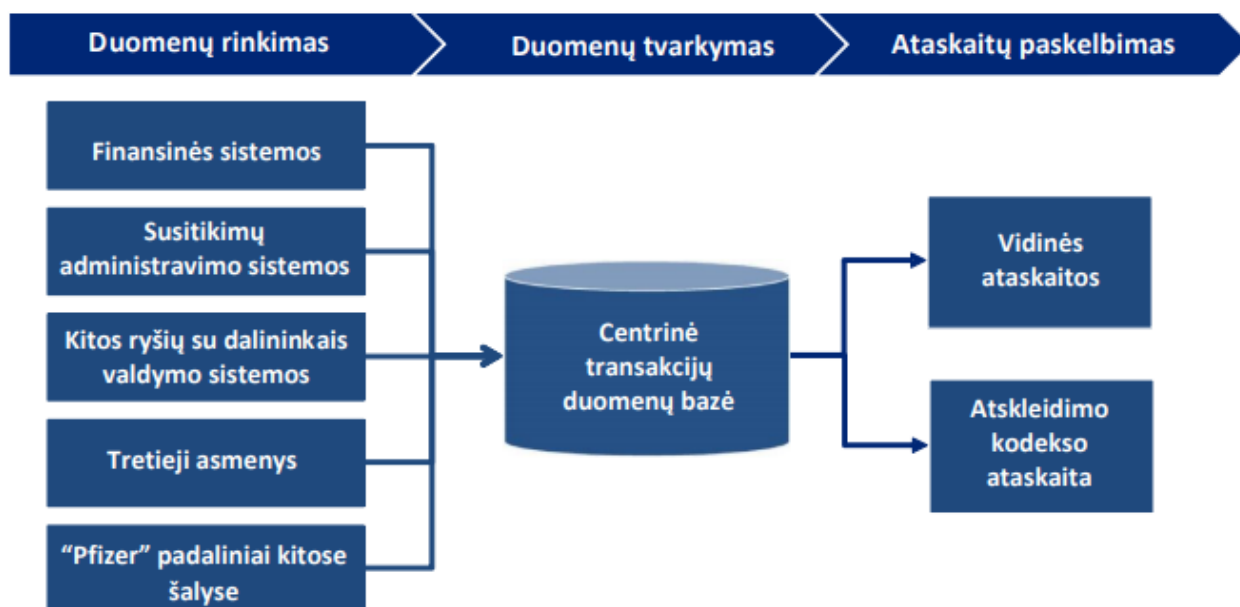 Duomenų rinkimas
Duomenų tvarkymas
Ataskaitų paskelbimas
Finansinės sistemos
Susitikimų
administravimo sistemos
Kitos ryšių su dalininkais
valdymo sistemos
Tretieji asmenys
“Pfizer” padaliniai kitose
šalyse
Centrinė
transakcijų
duomenų bazė
Vidinės
ataskaitos
Atskleidimo
kodekso
ataskaita